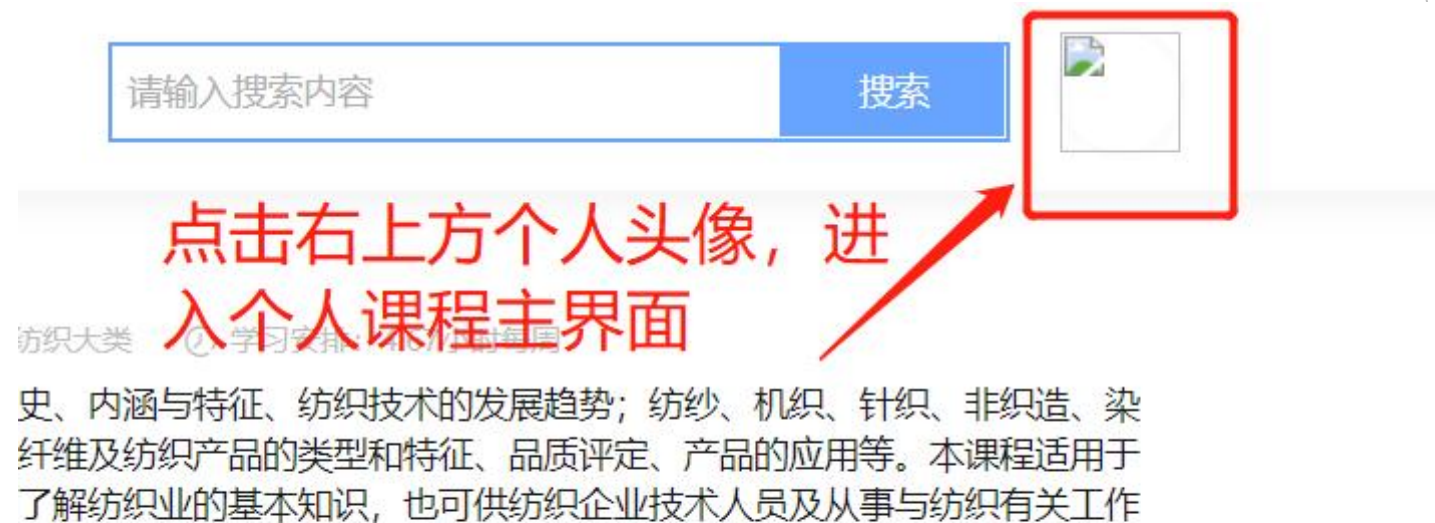 请输入搜索内容 搜索
点击右上方个人头像，进
入个人课程主界面
纺织大类 学习安排：
史、内涵与特征、纺织技术的发展趋势；纺纱、机织、针织、非织造、染
纤维及纺织产品的类型和特征、品质评定、产品的应用等。本课程适用于
了解纺织业的基本知识，也可供纺织企业技术人员及从事与纺织有关工作